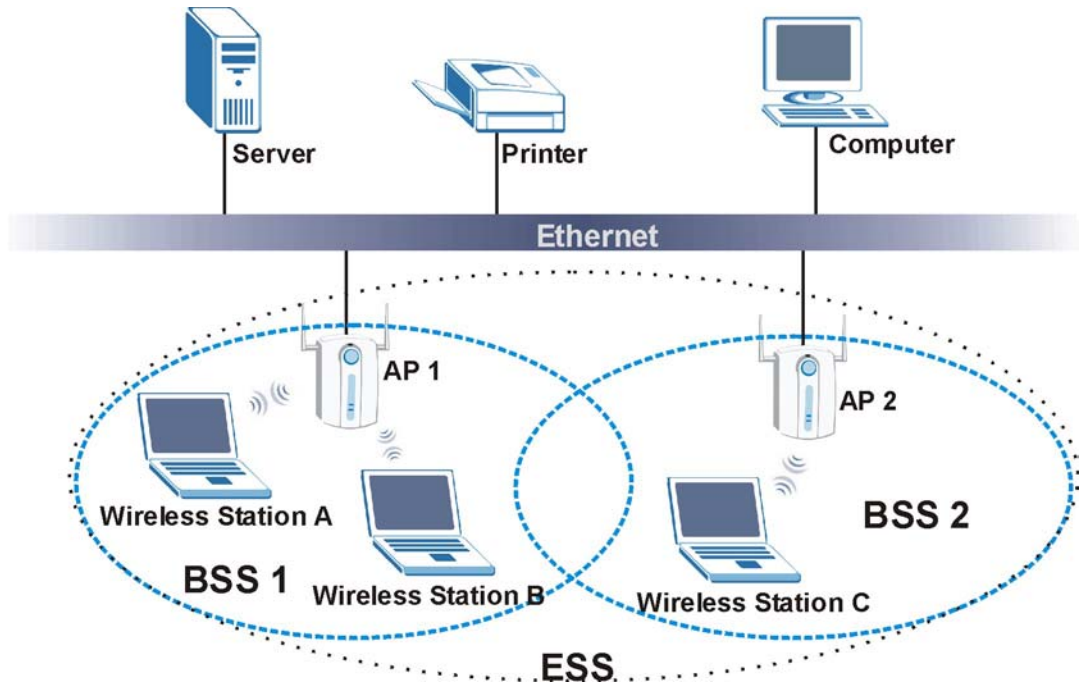 Server
Printer
Computer
Ethernet
AP 1
AP 2
Wireless Station A
BSS 1
Wireless Station B
BSS 2
Wireless Station C
ESS